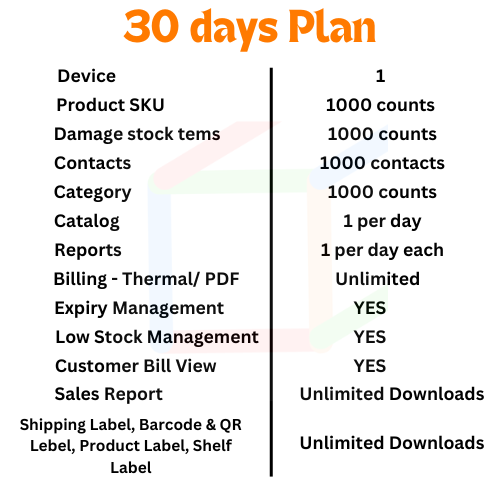 30 days Plan
Device 1
Product SKU 1000 counts
Damage stock tems 1000 counts
Contacts 1000 contacts
Category 1000 counts
Catalog 1 per day
Reports 1 per day each
Billing - Thermal/ PDF Unlimited
Expiry Management YES
Low Stock Management YES
Customer Bill View YES
Sales Report Unlimited Downloads
Shipping Label, Barcode & QR
Lebel, Product Label, Shelf
Label
Unlimited Downloads